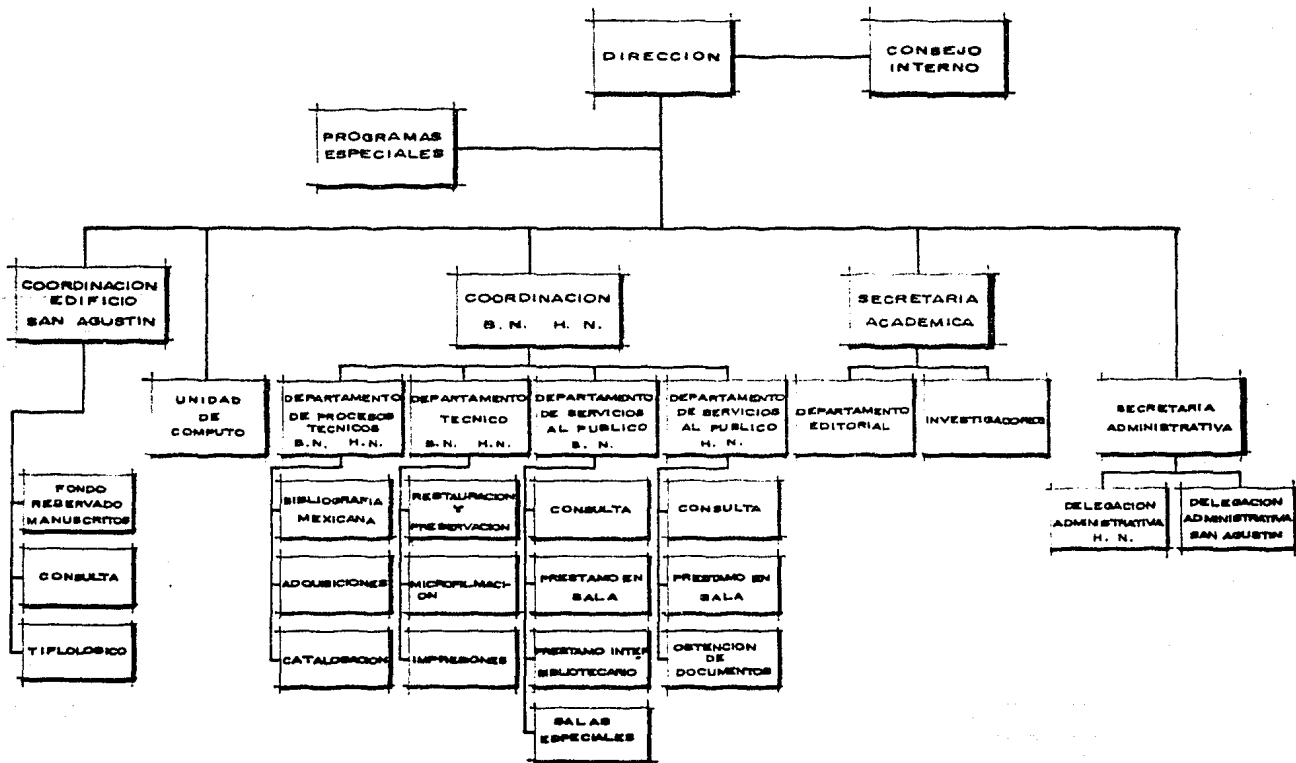 DIRECCION
CONSEJO
INTERNO
PROGRAMAS
ESPECIALES
COORDINACION
EDIFICIO
SAN AGUSTIN
COORDINACION
B. N. H. N.
SECRETARIA
ACADEMICA
UNIDAD
DE
COMPUTO
DEPARTAMENTO
DE PROCESOS
TECNICOS
B. N. H. N.
DEPARTAMENTO
TECNICO
B. N. H. N.
DEPARTAMENTO
DE SERVICIOS
AL PUBLICO
B. N.
DEPARTAMENTO
DE SERVICIOS
AL PUBLICO
H. N.
DEPARTAMENTO
EDITORIAL
INVESTIGADORES
SECRETARIA
ADMINISTRATIVA
FONDO
RESERVADO
MANUSCRITOS
CONSULTA
TIFLOLOGICO
BIBLIOGRAFIA
MEXICANA
ADQUISICIONES
CATALOGACION
RESTAURACION
Y
PRESERVACION
MICROFILMACI-
ON
IMPRESIONES
CONSULTA
PRESTAMO EN
SALA
PRESTAMO INTER
BIBLIOTECARIO
SALAS
ESPECIALES
CONSULTA
PRESTAMO EN
SALA
OBTENCION
DE
DOCUMENTOS
DELEGACION
ADMINISTRATIVA
H. N.
DELEGACION
ADMINISTRATIVA
SAN AGUSTIN